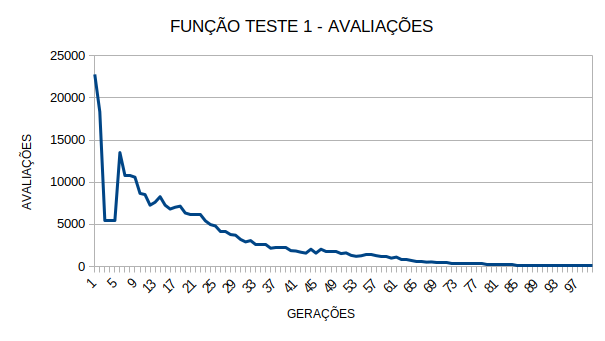 FUNÇÃO TESTE 1 - AVALIAÇÕES
25000
20000
15000
10000
5000
0
AVALIAÇÕES
1 5 9 13 17 21 25 29 33 37 41 45 49 53 57 61 65 69 73 77 81 85 89 93 97
GERAÇÕES